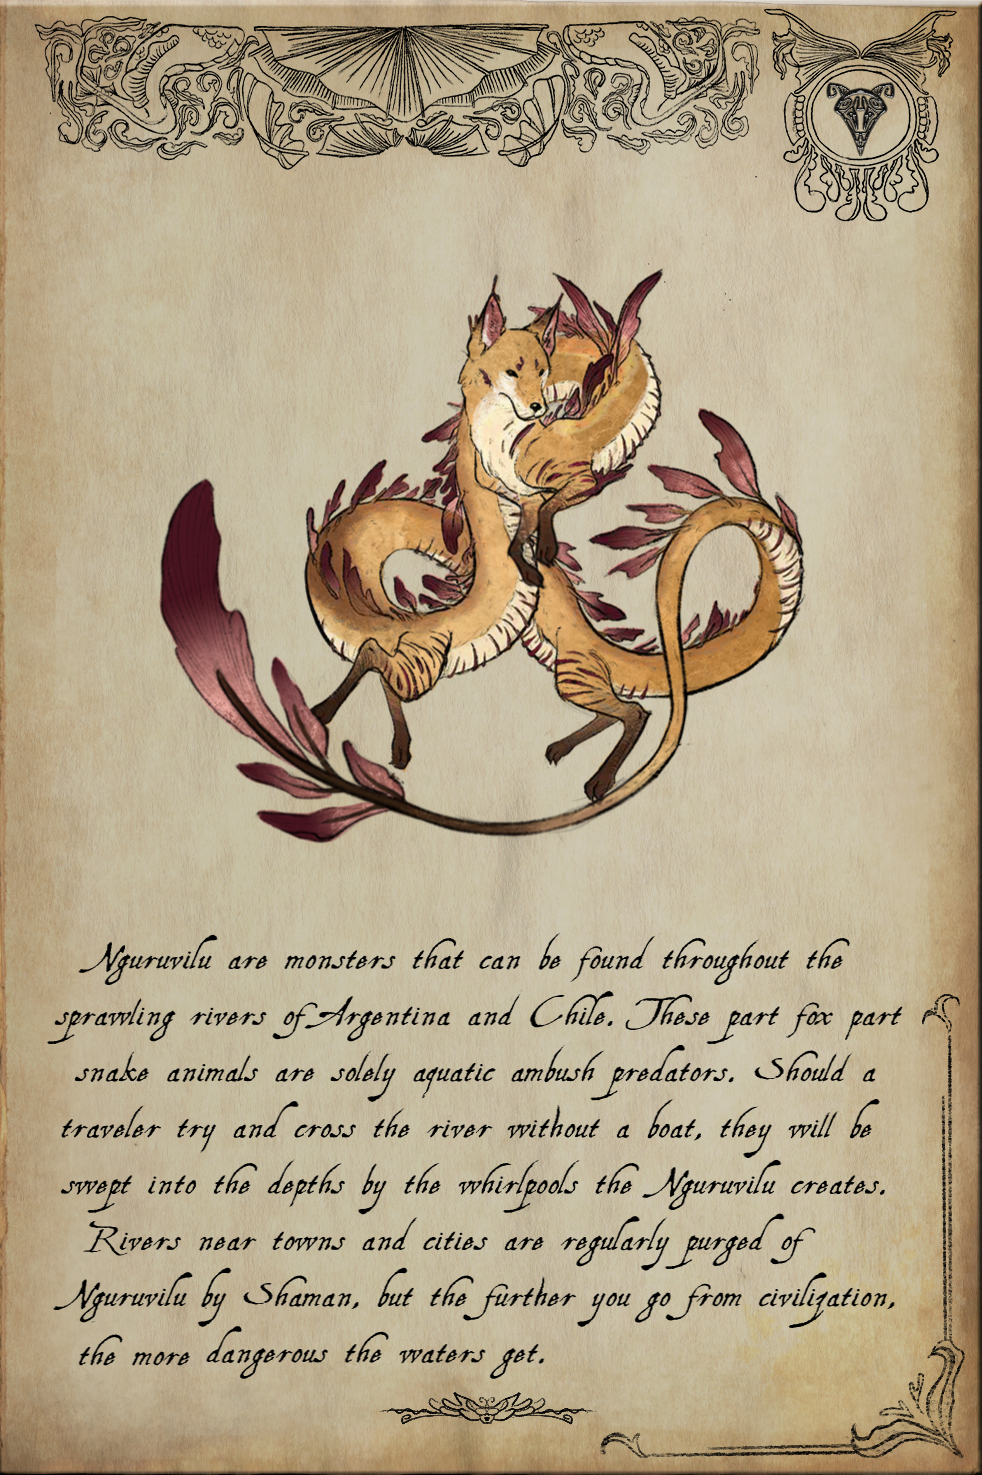 Nguruvilu are monsters that can be found throughout the
sprawling rivers of Argentina and Chile. These part fox part
snake animals are solely aquatic ambush predators. Should a
traveler try and cross the river without a boat, they will be
swept into the depths by the whirlpools the Nguruvilu creates.
Rivers near towns and cities are regularly purged of
Nguruvilu by Shaman, but the further you go from civilization,
the more dangerous the waters get.